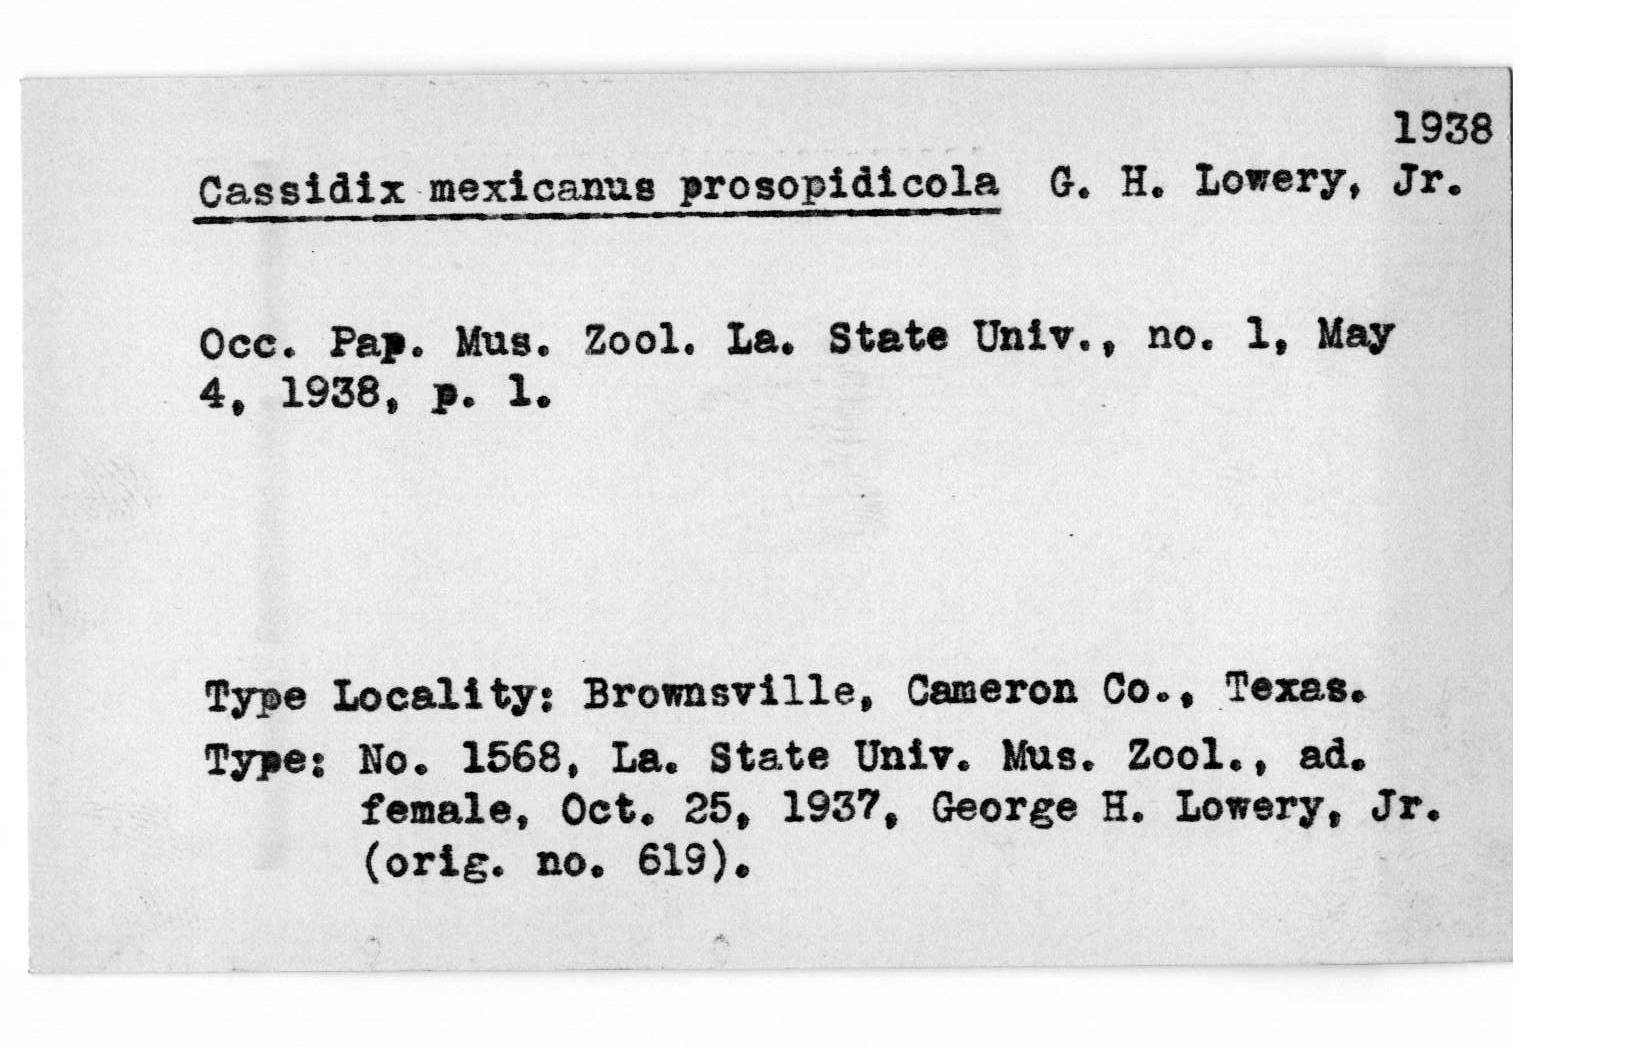 1938
Cassidix mexicanus prosopidicola G. H. Lowery, Jr.
Occ. Pap. Mus. Zool. La. State Univ., no. 1, May
4, 1938, p. 1.
Type Locality: Brownsville, Cameron Co., Texas.
Type: No. 1568, La. State Univ. Mus. Zool., ad.
female, Oct. 25, 1937, George H. Lowery, Jr.
(orig. no. 619).